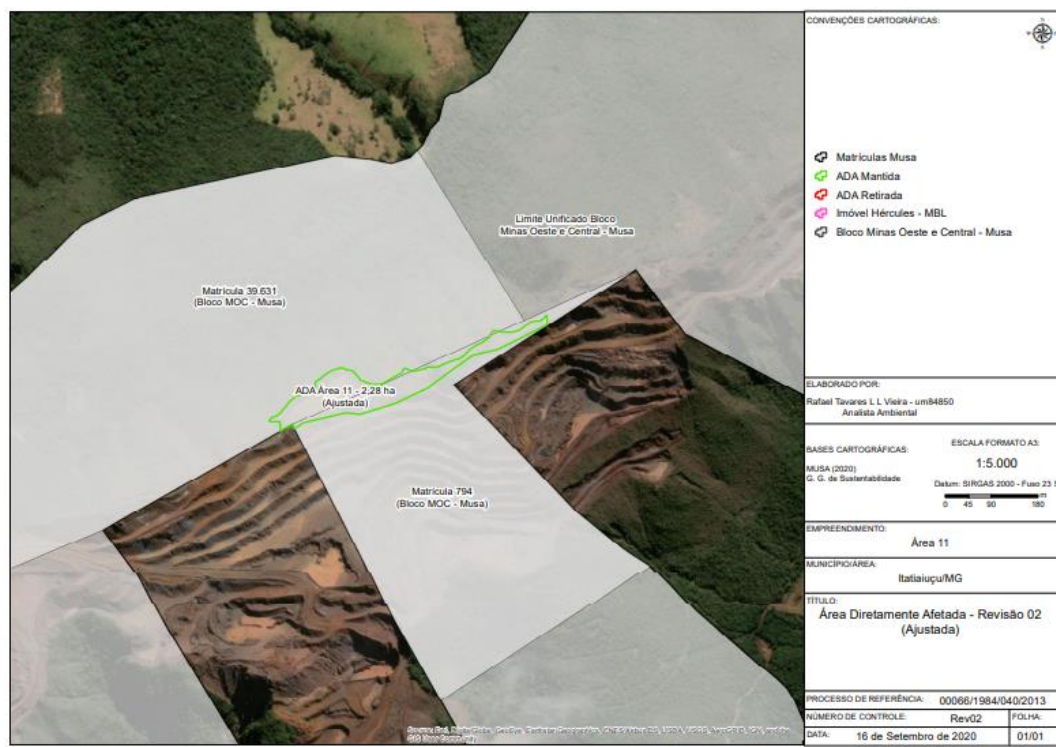 Limite Unificado Bloco
Minas Oeste e Central - Musa
Matrícula 39.631
(Bloco MOC - Musa)
ADA Área 11 - 2,28 ha
(Ajustada)
Matrícula 794
(Bloco MOC - Musa)
CONVENÇÕES CARTOGRÁFICAS:
Matrículas Musa
ADA Mantida
ADA Retirada
Imóvel Hércules - MBL
Bloco Minas Oeste e Central - Musa
ELABORADO POR:
Rafael Tavares L L Vieira - um84850
Analista Ambiental
BASES CARTOGRÁFICAS:
MUSA (2020)
G. G. de Sustentabilidade
ESCALA FORMATO A3:
1:5.000
Datum: SIRGAS 2000 - Fuso 23 S
m
0 45 90 180
EMPREENDIMENTO:
Área 11
MUNICÍPIO/ÁREA:
Itatiaiuçu/MG
TÍTULO:
Área Diretamente Afetada - Revisão 02
(Ajustada)
PROCESSO DE REFERÊNCIA: 00066/1984/040/2013
NÚMERO DE CONTROLE: Rev02 FOLHA:
DATA: 16 de Setembro de 2020 01/01